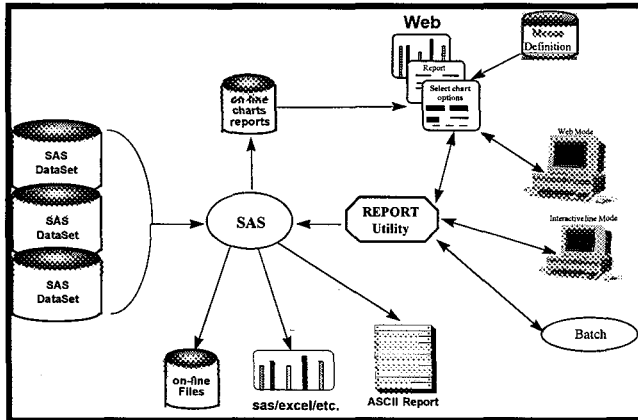 Web
Definition
Report
Select chart
options
on-line
charts
reports
Web Mode
SAS
DataSet
SAS
DataSet
SAS
DataSet
SAS
REPORT
Utility
Interactive line Mode
Batch
on-line
Files
sas/excel/etc.
ASCII Report